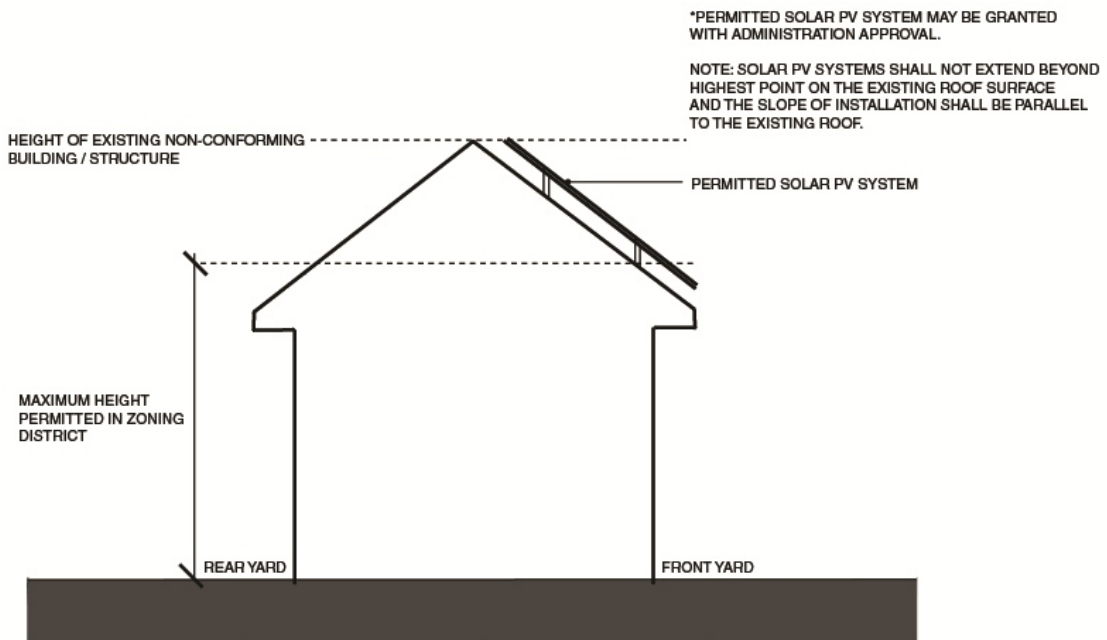 *PERMITTED SOLAR PV SYSTEM MAY BE GRANTED
WITH ADMINISTRATION APPROVAL.
NOTE: SOLAR PV SYSTEMS SHALL NOT EXTEND BEYOND
HIGHEST POINT ON THE EXISTING ROOF SURFACE
AND THE SLOPE OF INSTALLATION SHALL BE PARALLEL
TO THE EXISTING ROOF.
HEIGHT OF EXISTING NON-CONFORMING
BUILDING / STRUCTURE
PERMITTED SOLAR PV SYSTEM
MAXIMUM HEIGHT
PERMITTED IN ZONING
DISTRICT
REAR YARD
FRONT YARD